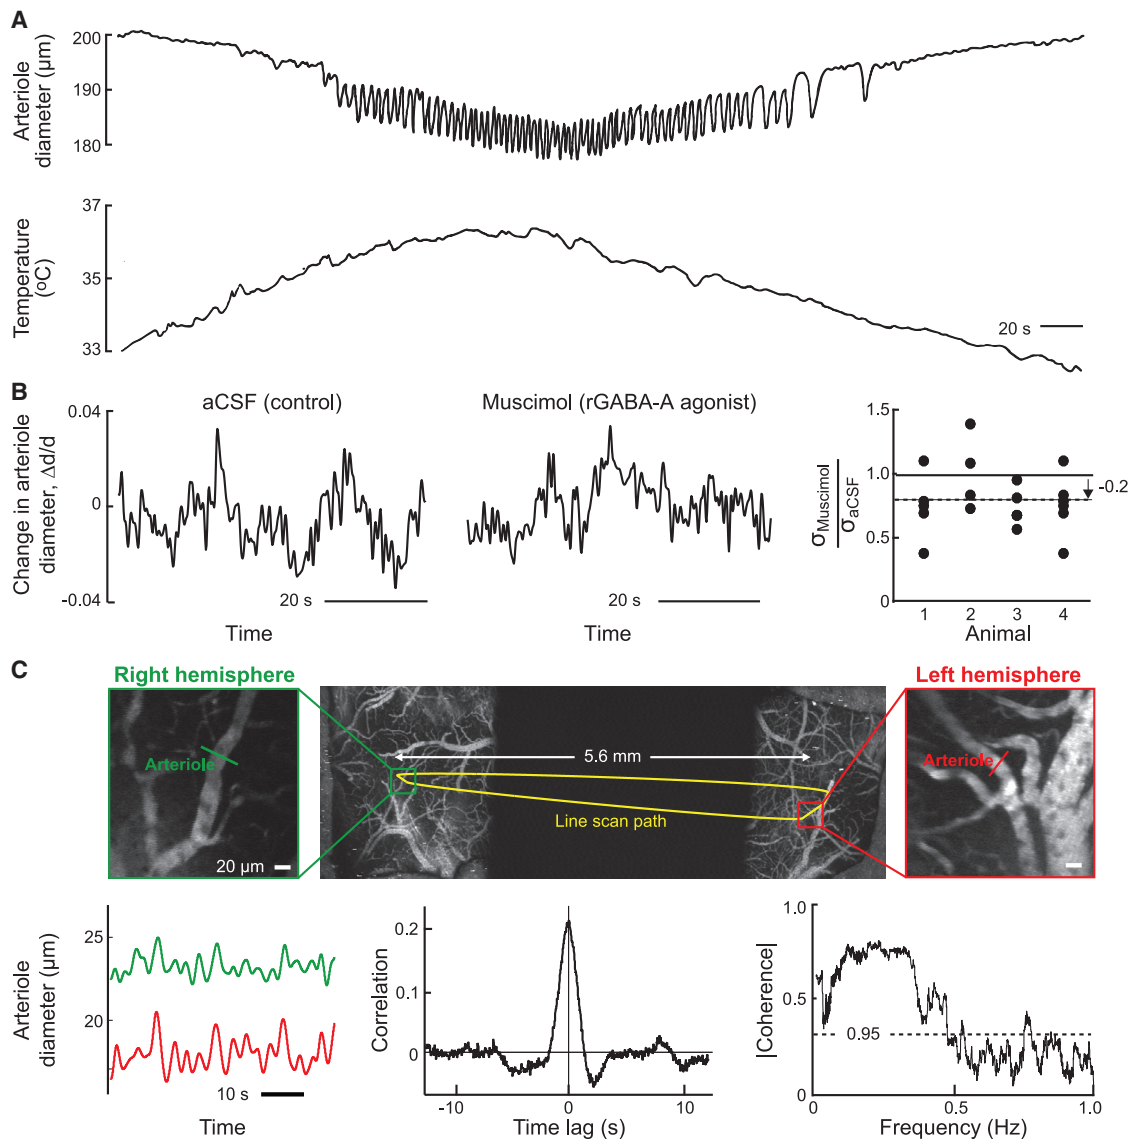 A
Arteriole
diameter (µm)
200
190
180
Temperature
(oC)
37
35
33
20 s
B
aCSF (control)
Muscimol (rGABA-A agonist)
Change in arteriole
diameter, Δd/d
0.04
0
-0.04
20 s
20 s
Time
Time
σMuscimol
σaCSF
1.5
1.0
0.5
0
-0.2
1 2 3 4
Animal
C
Right hemisphere
Left hemisphere
Arteriole
20 µm
5.6 mm
Line scan path
Arteriole
Arteriole
diameter (µm)
25
20
10 s
Time
Correlation
0.2
0.1
0
-10 0 10
Time lag (s)
|Coherence|
1.0
0.5
0
0.95
0 0.5 1.0
Frequency (Hz)